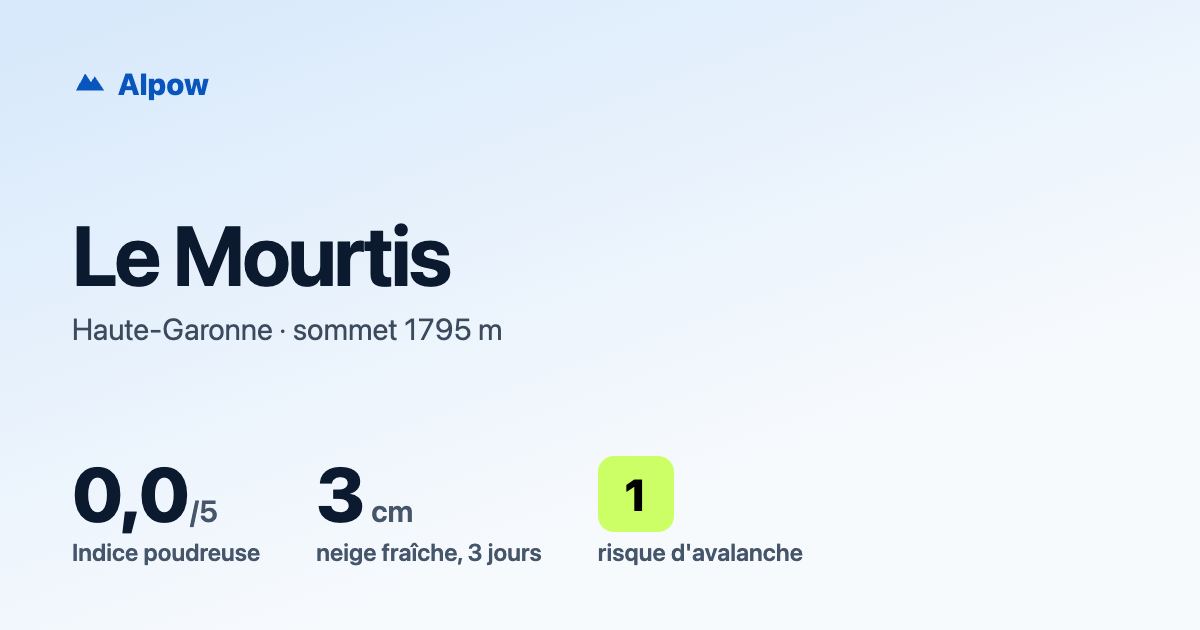 Alpow
Le Mourtis
Haute-Garonne · sommet 1795 m
0,0/5
Indice poudreuse
3 cm
neige fraîche, 3 jours
1
risque d'avalanche